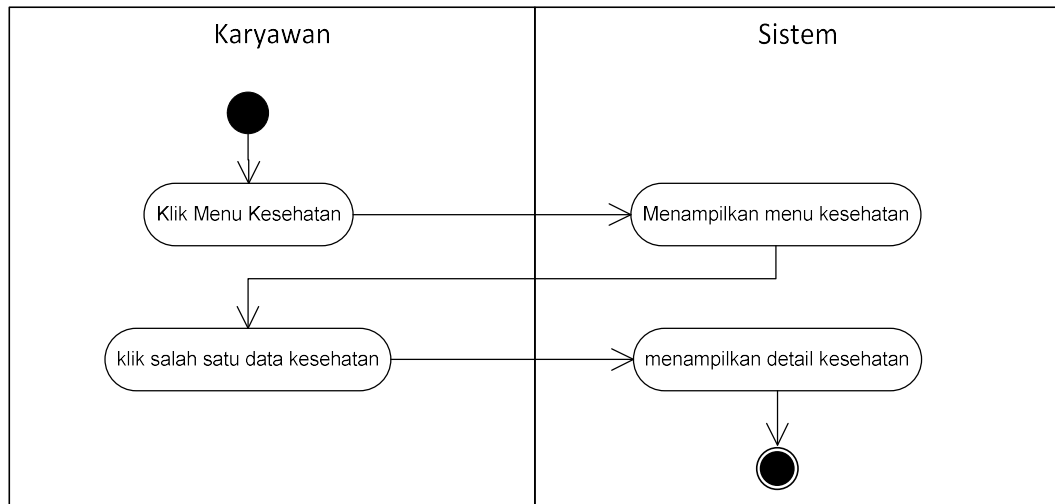 Karyawan
Sistem
Klik Menu Kesehatan
Menampilkan menu kesehatan
klik salah satu data kesehatan
menampilkan detail kesehatan